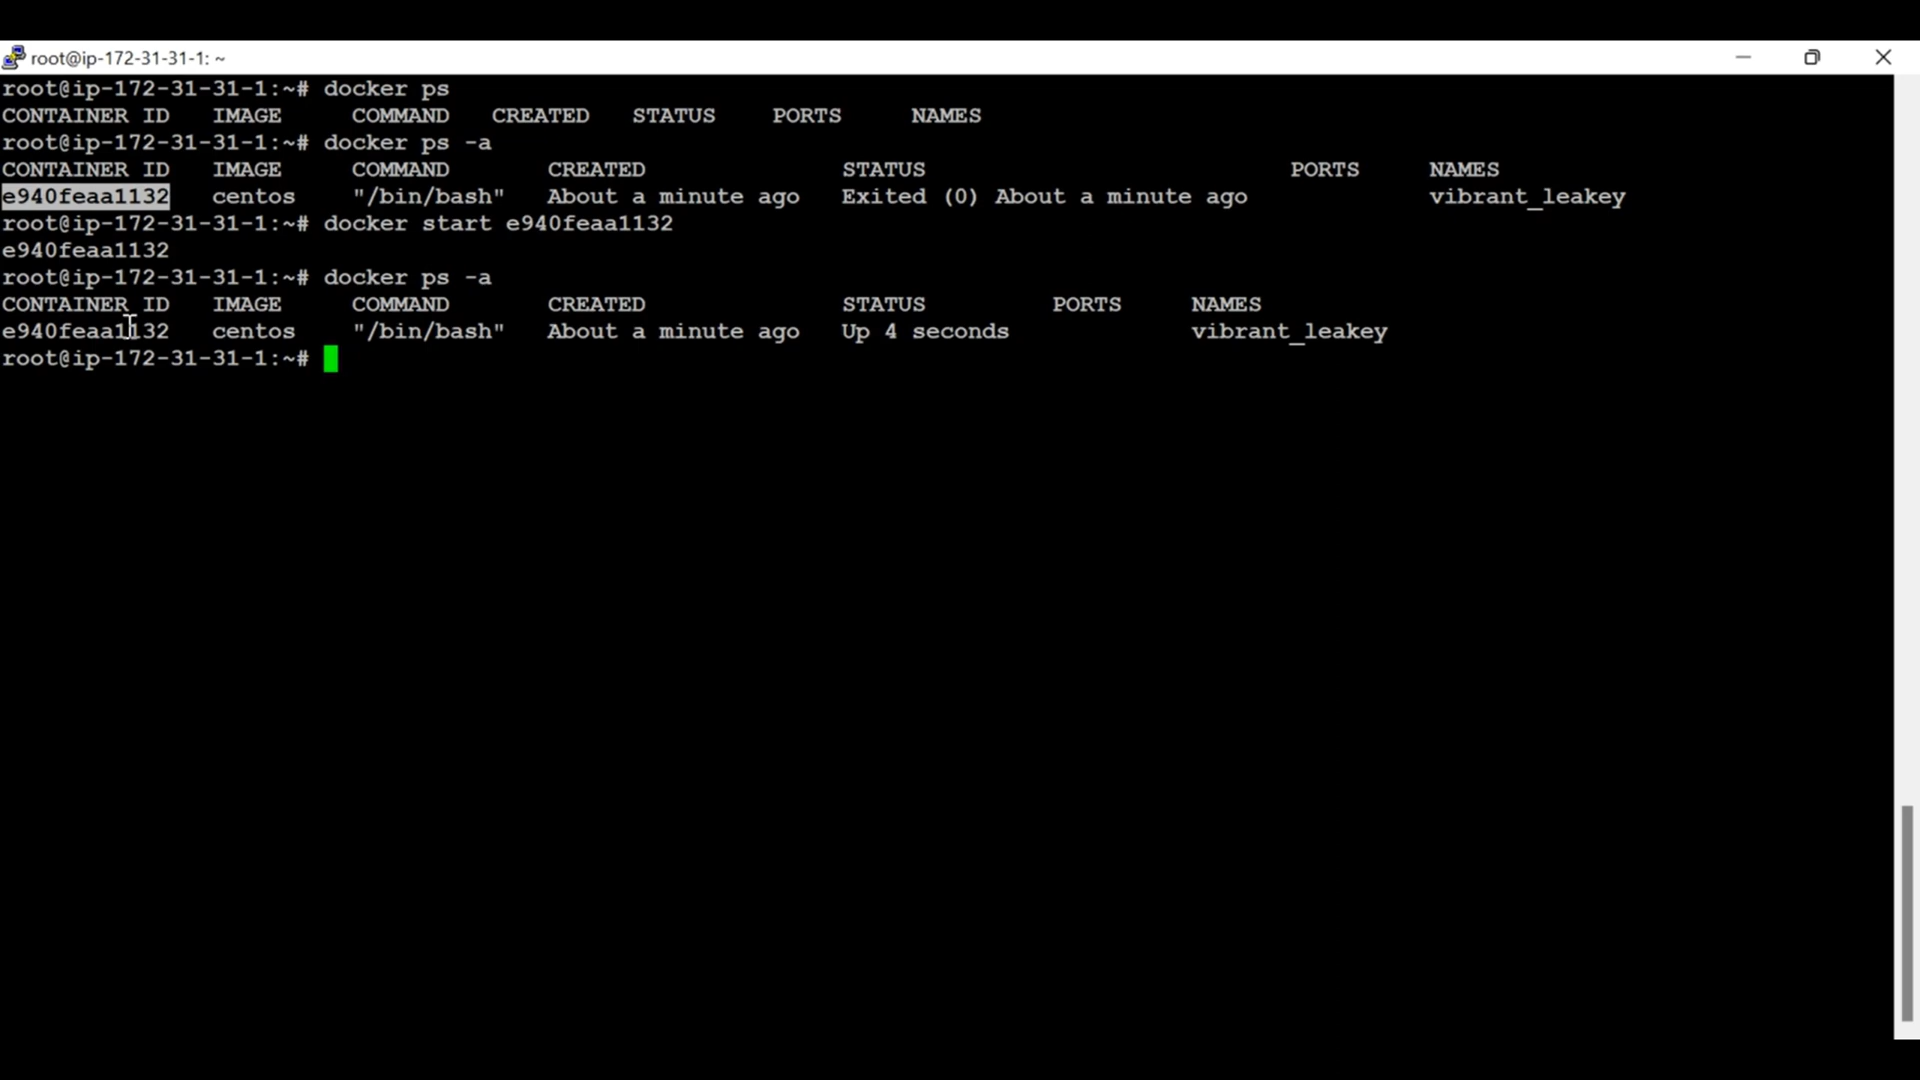 root@ip-172-31-31-1: ~
root@ip-172-31-31-1:~# docker ps
CONTAINER ID   IMAGE     COMMAND   CREATED   STATUS    PORTS     NAMES
root@ip-172-31-31-1:~# docker ps -a
CONTAINER ID   IMAGE     COMMAND       CREATED              STATUS                          PORTS     NAMES
e940feaa1132   centos    "/bin/bash"   About a minute ago   Exited (0) About a minute ago             vibrant_leakey
root@ip-172-31-31-1:~# docker start e940feaa1132
e940feaa1132
root@ip-172-31-31-1:~# docker ps -a
CONTAINER ID   IMAGE     COMMAND       CREATED              STATUS         PORTS     NAMES
e940feaa1132   centos    "/bin/bash"   About a minute ago   Up 4 seconds             vibrant_leakey
root@ip-172-31-31-1:~#